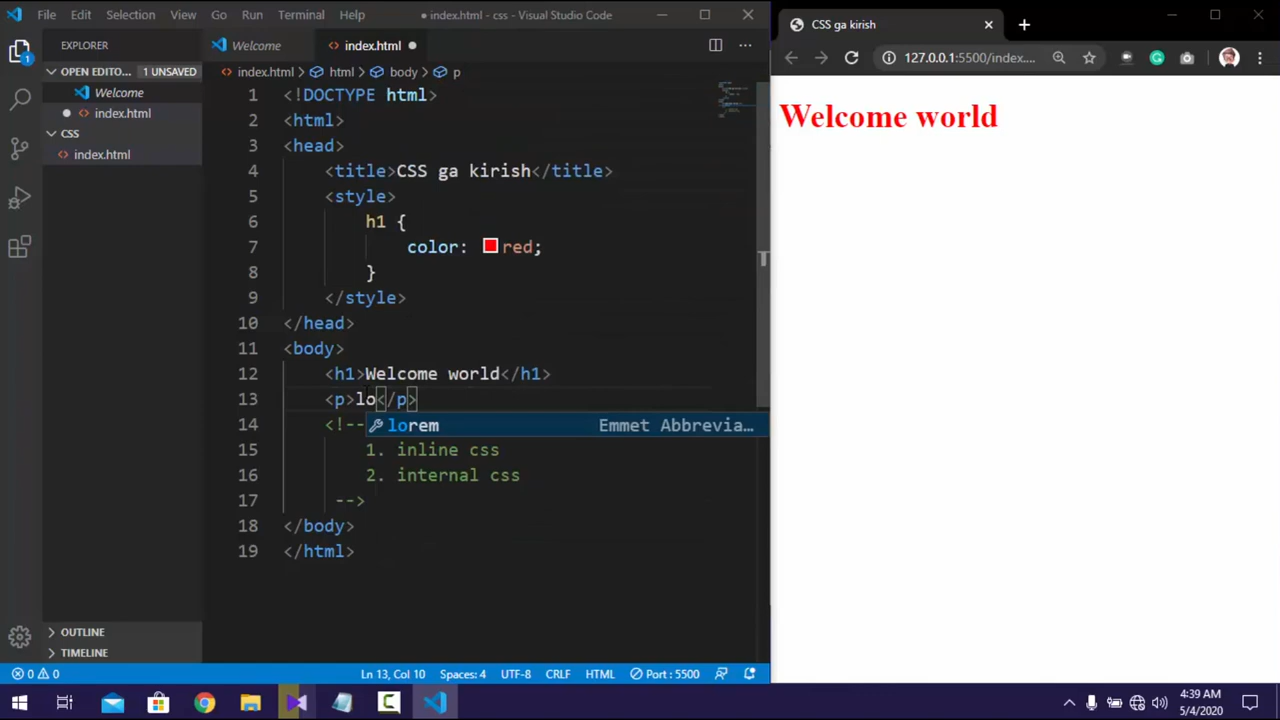 File Edit Selection View Go Run Terminal Help
● index.html - css - Visual Studio Code
EXPLORER
OPEN EDITO... 1 UNSAVED
Welcome
index.html
CSS
index.html
OUTLINE
TIMELINE
1
Welcome
index.html
index.html > html > body > p
1 <!DOCTYPE html>
2 <html>
3 <head>
4 <title>CSS ga kirish</title>
5 <style>
6 h1 {
7 color: red;
8 }
9 </style>
10 </head>
11 <body>
12 <h1>Welcome world</h1>
13 <p>lo</p>
lorem Emmet Abbrevia...
14 <!--
15 1. inline css
16 2. internal css
17 -->
18 </body>
19 </html>
0 0 Ln 13, Col 10 Spaces: 4 UTF-8 CRLF HTML Port : 5500
CSS ga kirish
127.0.0.1:5500/index....
Welcome world
T
4:39 AM
5/4/2020